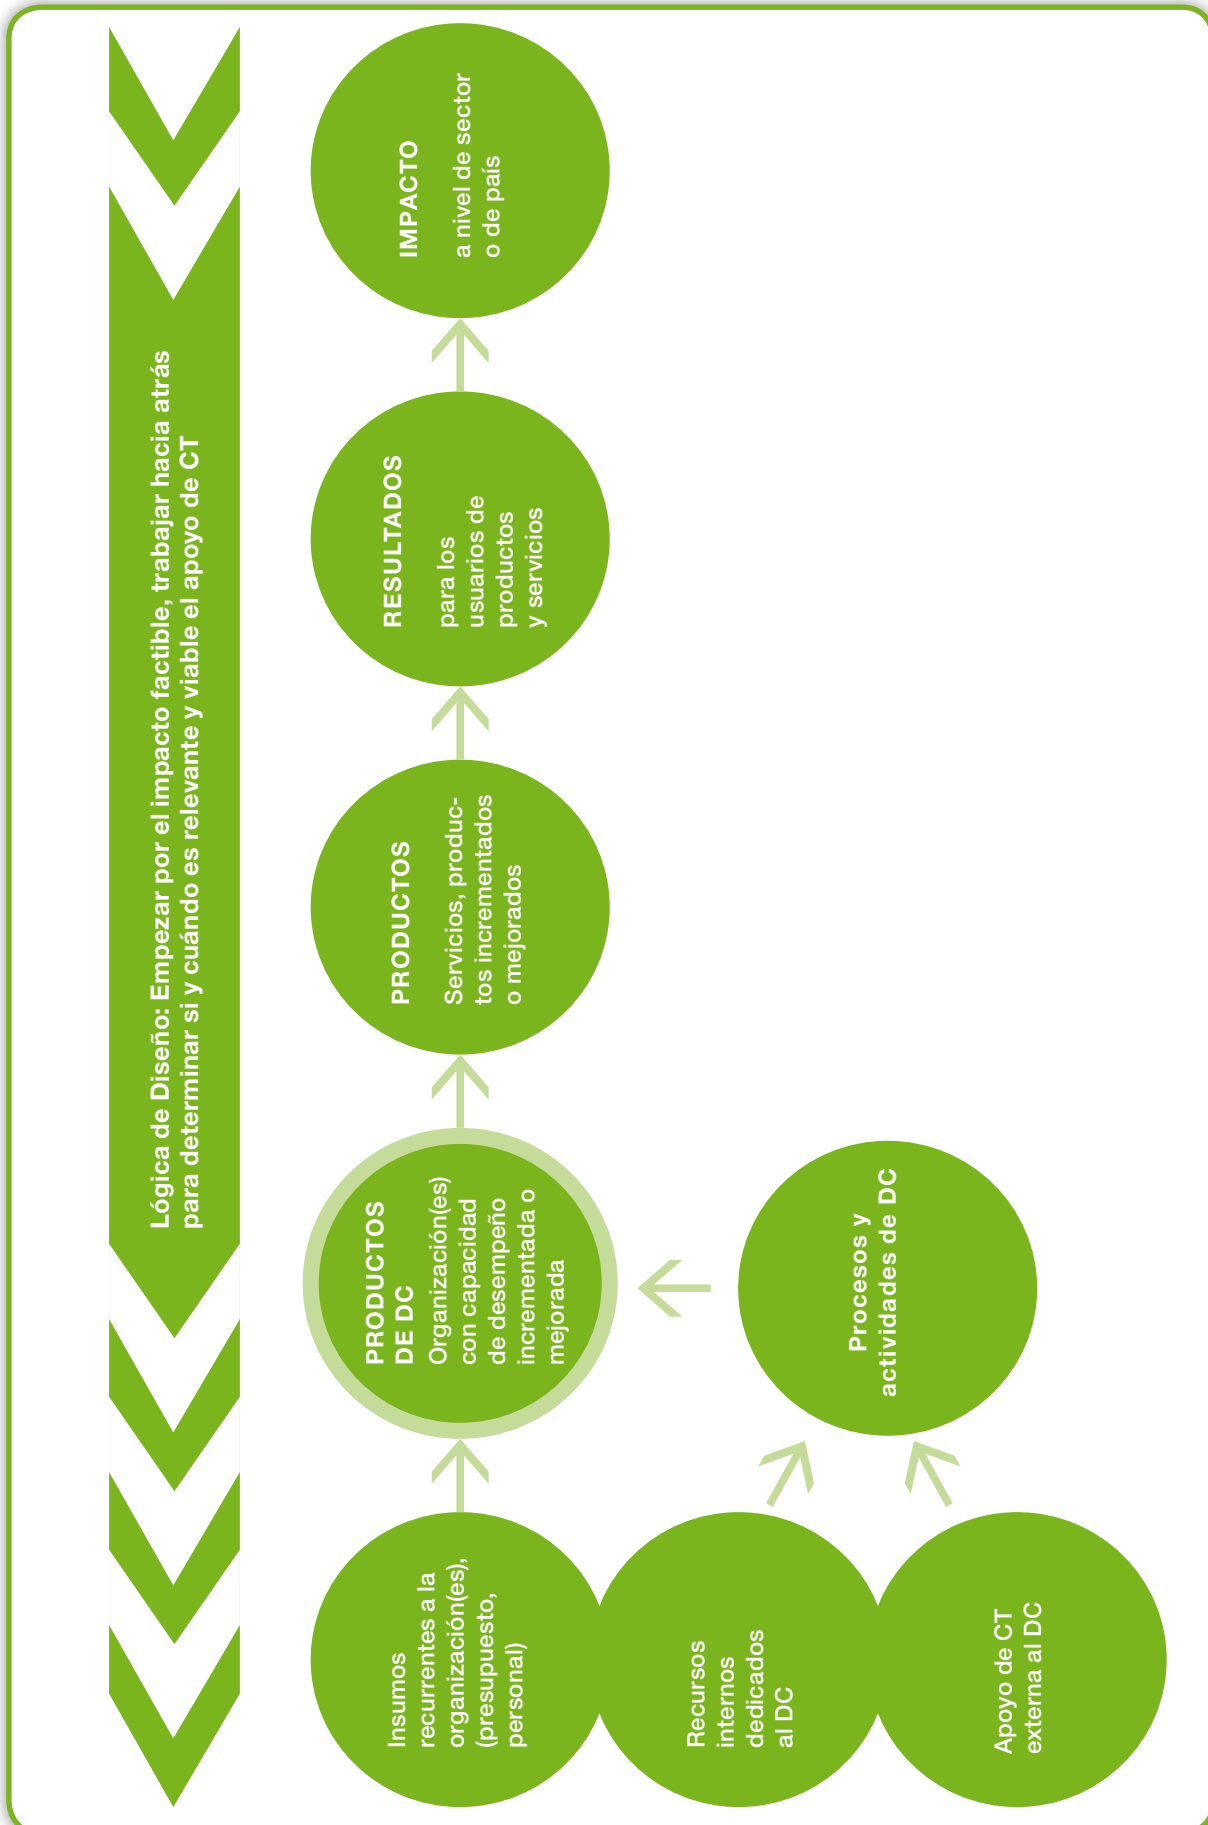 Lógica de Diseño: Empezar por el impacto factible, trabajar hacia atrás
para determinar si y cuándo es relevante y viable el apoyo de CT
Insumos
recurrentes a la
organización(es),
(presupuesto,
personal)
PRODUCTOS
DE DC
Organización(es)
con capacidad
de desempeño
incrementada o
mejorada
PRODUCTOS
Servicios, produc-
tos incrementados
o mejorados
RESULTADOS
para los
usuarios de
productos
y servicios
IMPACTO
a nivel de sector
o de país
Recursos
internos
dedicados
al DC
Procesos y
actividades de DC
Apoyo de CT
externa al DC